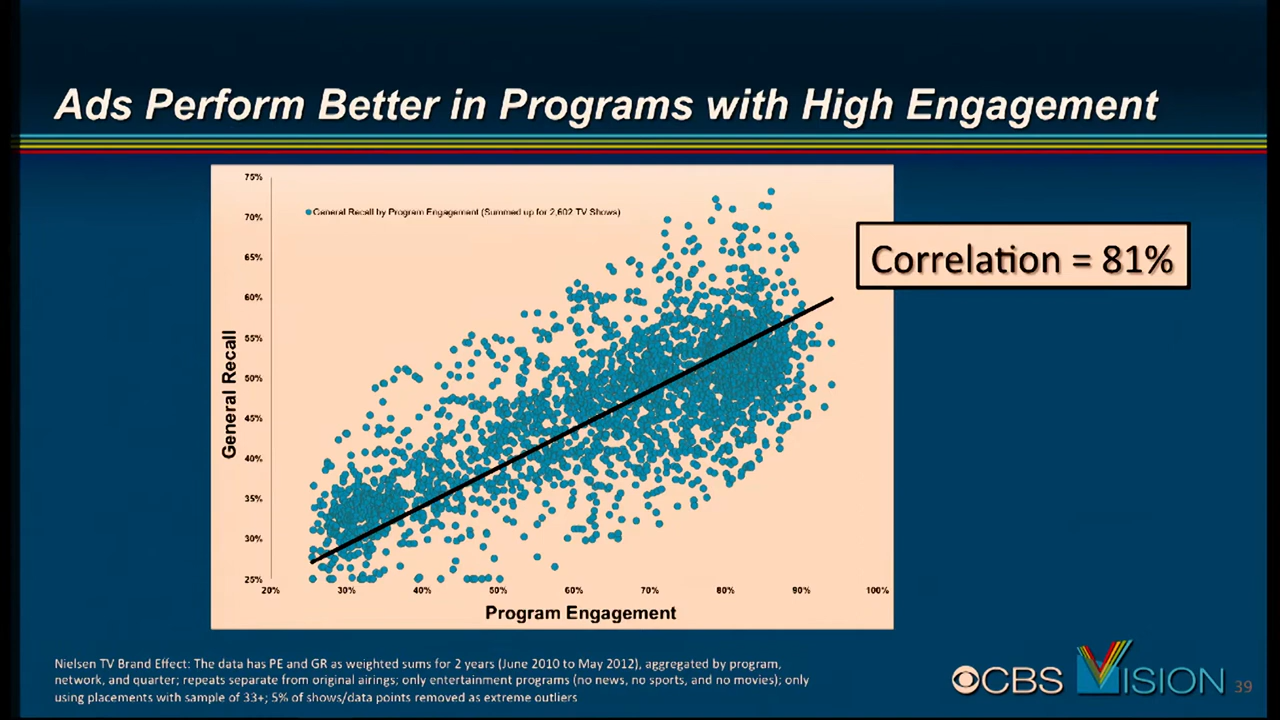 Ads Perform Better in Programs with High Engagement
75%
General Recall by Program Engagement (Summed up for 2,602 TV Shows)
70%
65%
Correlation = 81%
60%
55%
50%
45%
40%
35%
30%
25%
General Recall
20% 30% 40% 50% 60% 70% 80% 90% 100%
Program Engagement
Nielsen TV Brand Effect: The data has PE and GR as weighted sums for 2 years (June 2010 to May 2012), aggregated by program,
network, and quarter; repeats separate from original airings; only entertainment programs (no news, no sports, and no movies); only
using placements with sample of 33+; 5% of shows/data points removed as extreme outliers
CBS VISION 39